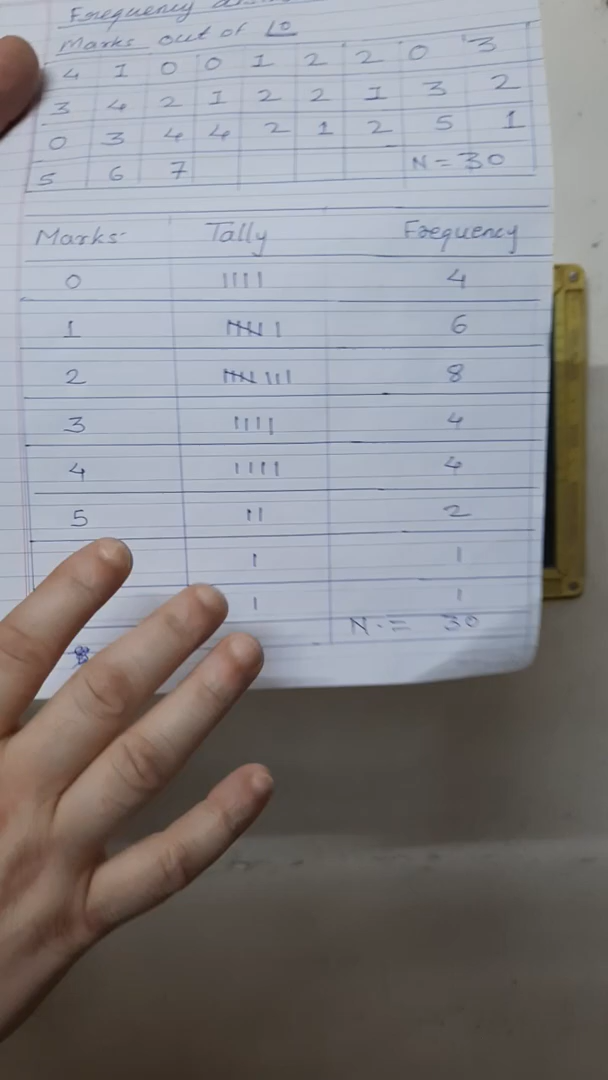 Frequency
Marks out of 10
4 1 0 0 1 2 2 0 3
3 4 2 1 2 2 1 3 2
0 3 4 4 2 1 2 5 1
5 6 7 N = 30
Marks Tally Frequency
0 |||| 4
1 |||| | 6
2 |||| ||| 8
3 |||| 4
4 |||| 4
5 || 2
| 1
| 1
N = 30